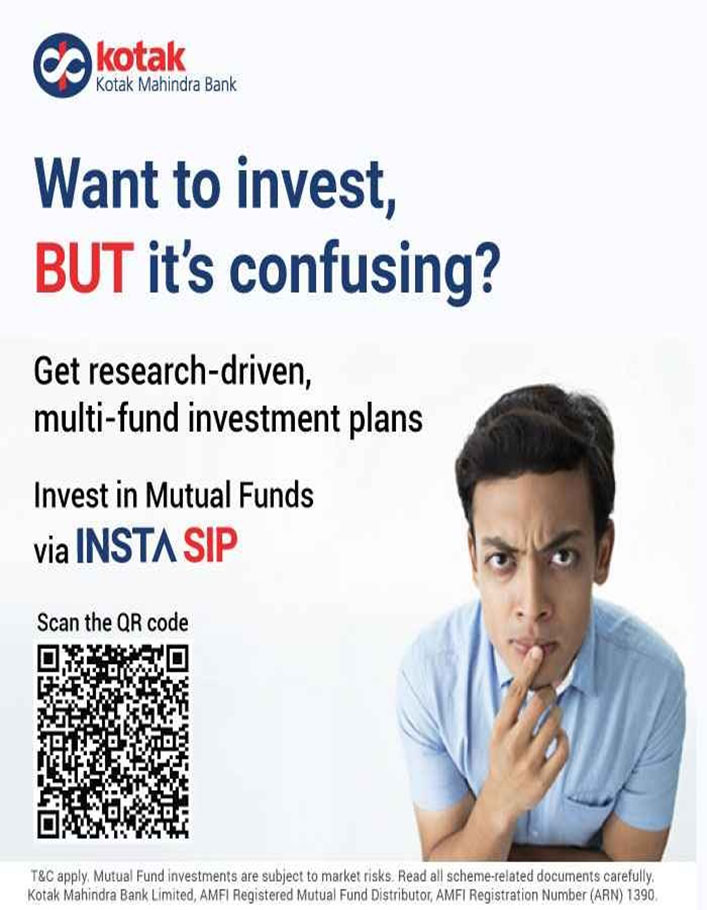 kotak
Kotak Mahindra Bank
Want to invest,
BUT it's confusing?
Get research-driven,
multi-fund investment plans
Invest in Mutual Funds
via INSTA SIP
Scan the QR code
T&C apply. Mutual Fund investments are subject to market risks. Read all scheme-related documents carefully.
Kotak Mahindra Bank Limited, AMFI Registered Mutual Fund Distributor, AMFI Registration Number (ARN) 1390.